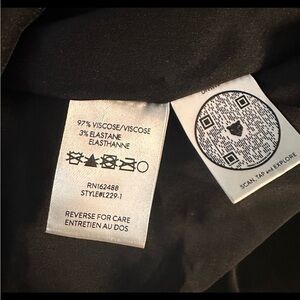 97% VISCOSE/VISCOSE
3% ELASTANE
ELASTHANNE
RN162488
STYLE#L229-1
REVERSE FOR CARE
ENTRETIEN AU DOS
SCAN, TAP and EXPLORE